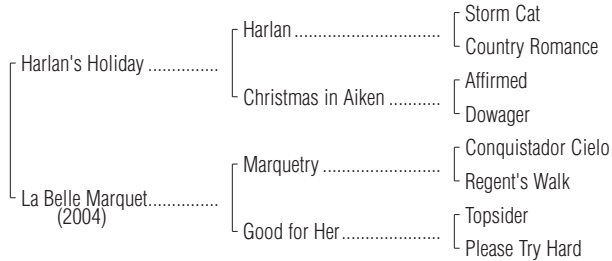 Storm Cat
Harlan ....................................
Country Romance
Harlan's Holiday ...............
Affirmed
Christmas in Aiken ...........
Dowager
Conquistador Cielo
Marquetry .........................
Regent's Walk
La Belle Marquet...............
(2004)
Topsider
Good for Her.....................
Please Try Hard